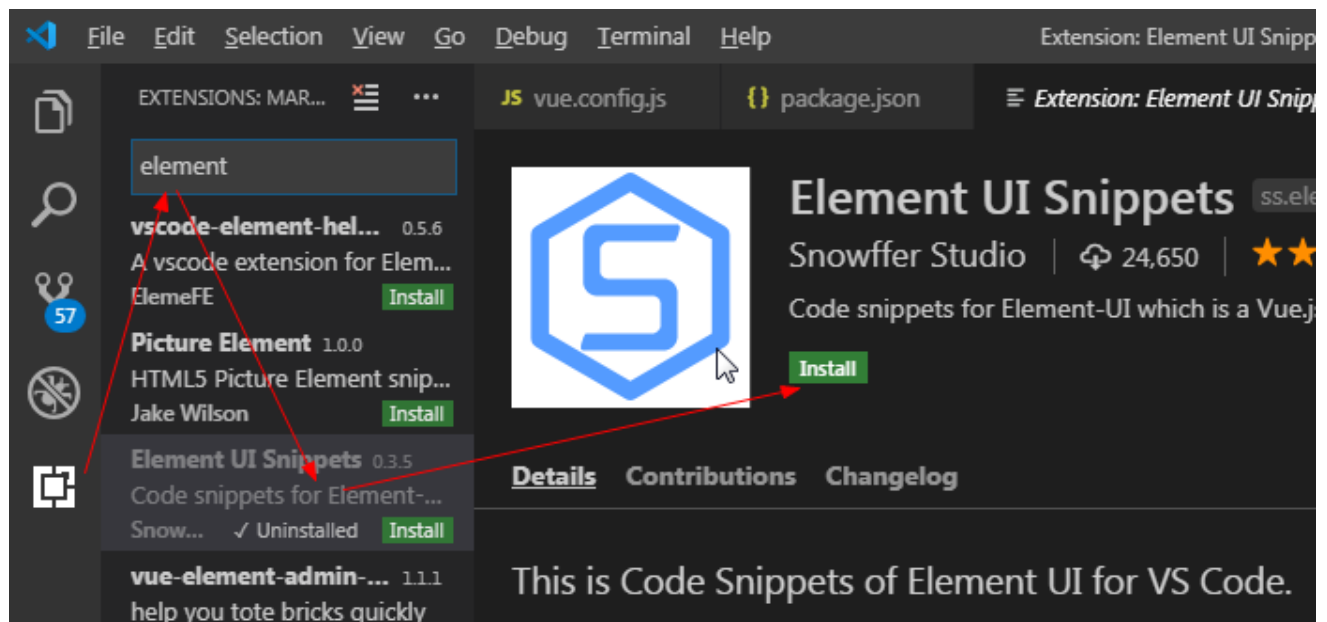 File Edit Selection View Go Debug Terminal Help Extension: Element UI Snipp
EXTENSIONS: MAR... ...
JS vue.config.js {} package.json Extension: Element UI Snipp
element
vscode-element-hel... 0.5.6
A vscode extension for Elem...
ElemeFE Install
Picture Element 1.0.0
HTML5 Picture Element snip...
Jake Wilson Install
Element UI Snippets 0.3.5
Code snippets for Element-...
Snow... ✓ Uninstalled Install
vue-element-admin-... 1.1.1
help you tote bricks quickly
57
Element UI Snippets ss.ele
Snowffer Studio | 24,650 | ★★
Code snippets for Element-UI which is a Vue.js
Install
Details Contributions Changelog
This is Code Snippets of Element UI for VS Code.